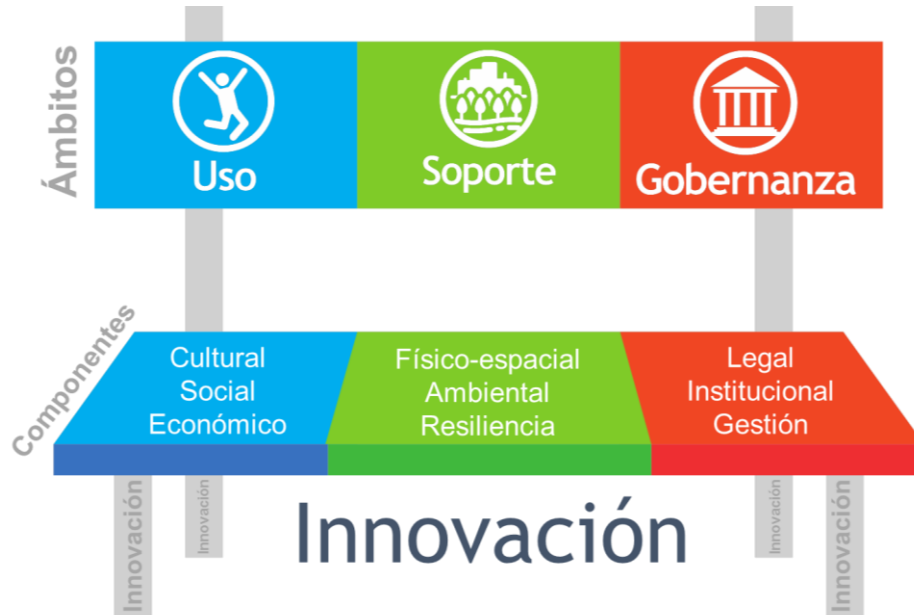 Ámbitos
Uso
Soporte
Gobernanza
Componentes
Cultural
Social
Económico
Físico-espacial
Ambiental
Resiliencia
Legal
Institucional
Gestión
Innovación
Innovación
Innovación
Innovación
Innovación